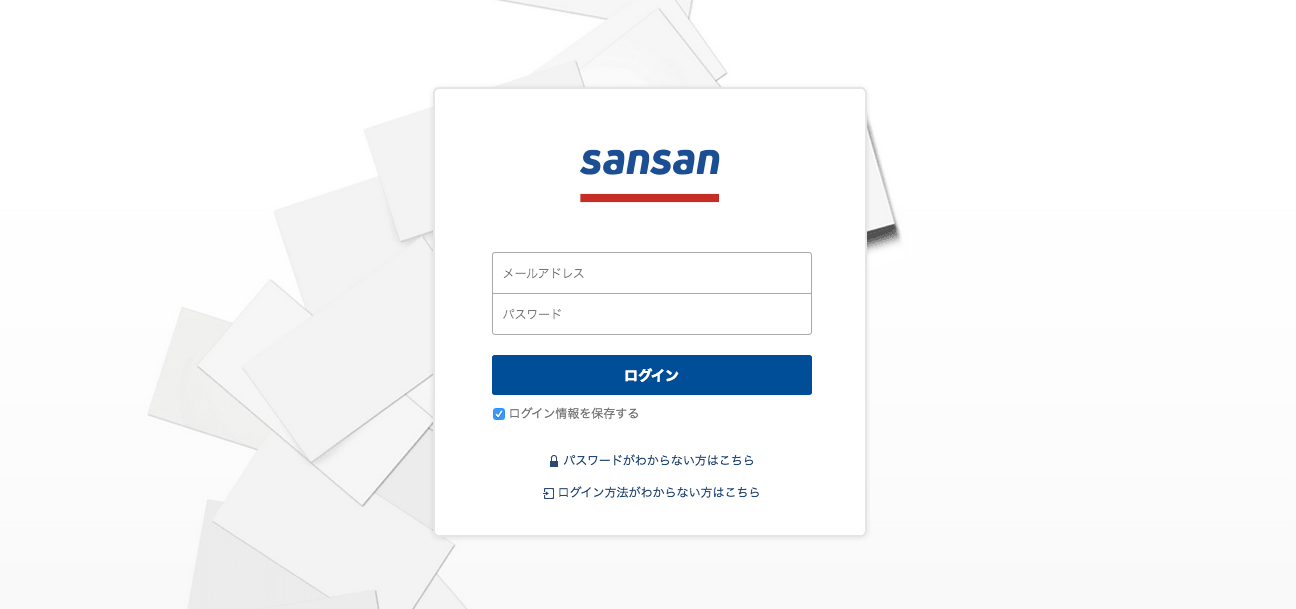 sansan
メールアドレス
パスワード
ログイン
ログイン情報を保存する
パスワードがわからない方はこちら
ログイン方法がわからない方はこちら